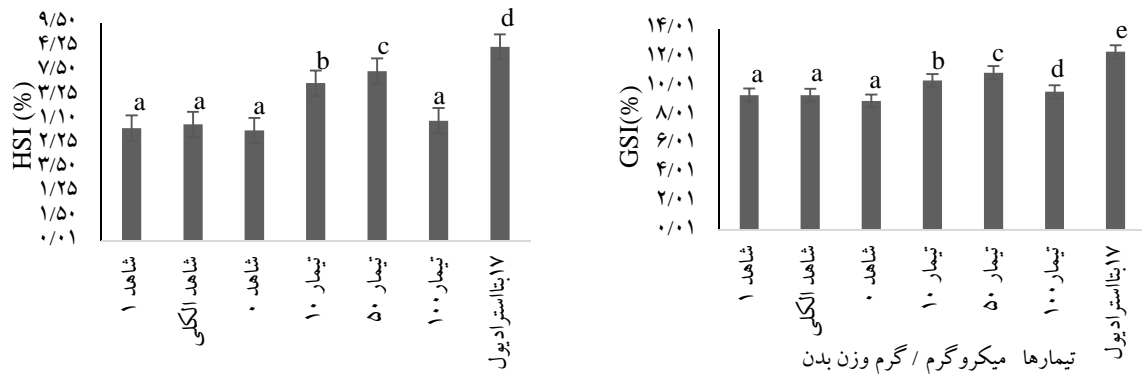 HSI (%)
۹/۵۰
۴/۲۵
۷/۵۰
۳/۲۵
۱/۱۰
۲/۲۵
۳/۵۰
۱/۲۵
۱/۵۰
۰/۰۱
a
a
a
b
c
a
d
شاهد ۱
شاهد الکلی
شاهد ۰
تیمار ۱۰
تیمار ۵۰
تیمار ۱۰۰
۱۷بتااسترادیول
GSI(%)
۱۴/۰۱
۱۲/۰۱
۱۰/۰۱
۸/۰۱
۶/۰۱
۴/۰۱
۲/۰۱
۰/۰۱
a
a
a
b
c
d
e
شاهد ۱
شاهد الکلی
شاهد ۰
تیمار ۱۰
تیمار ۵۰
تیمار ۱۰۰
۱۷بتااسترادیول
تیمارها میکروگرم / گرم وزن بدن